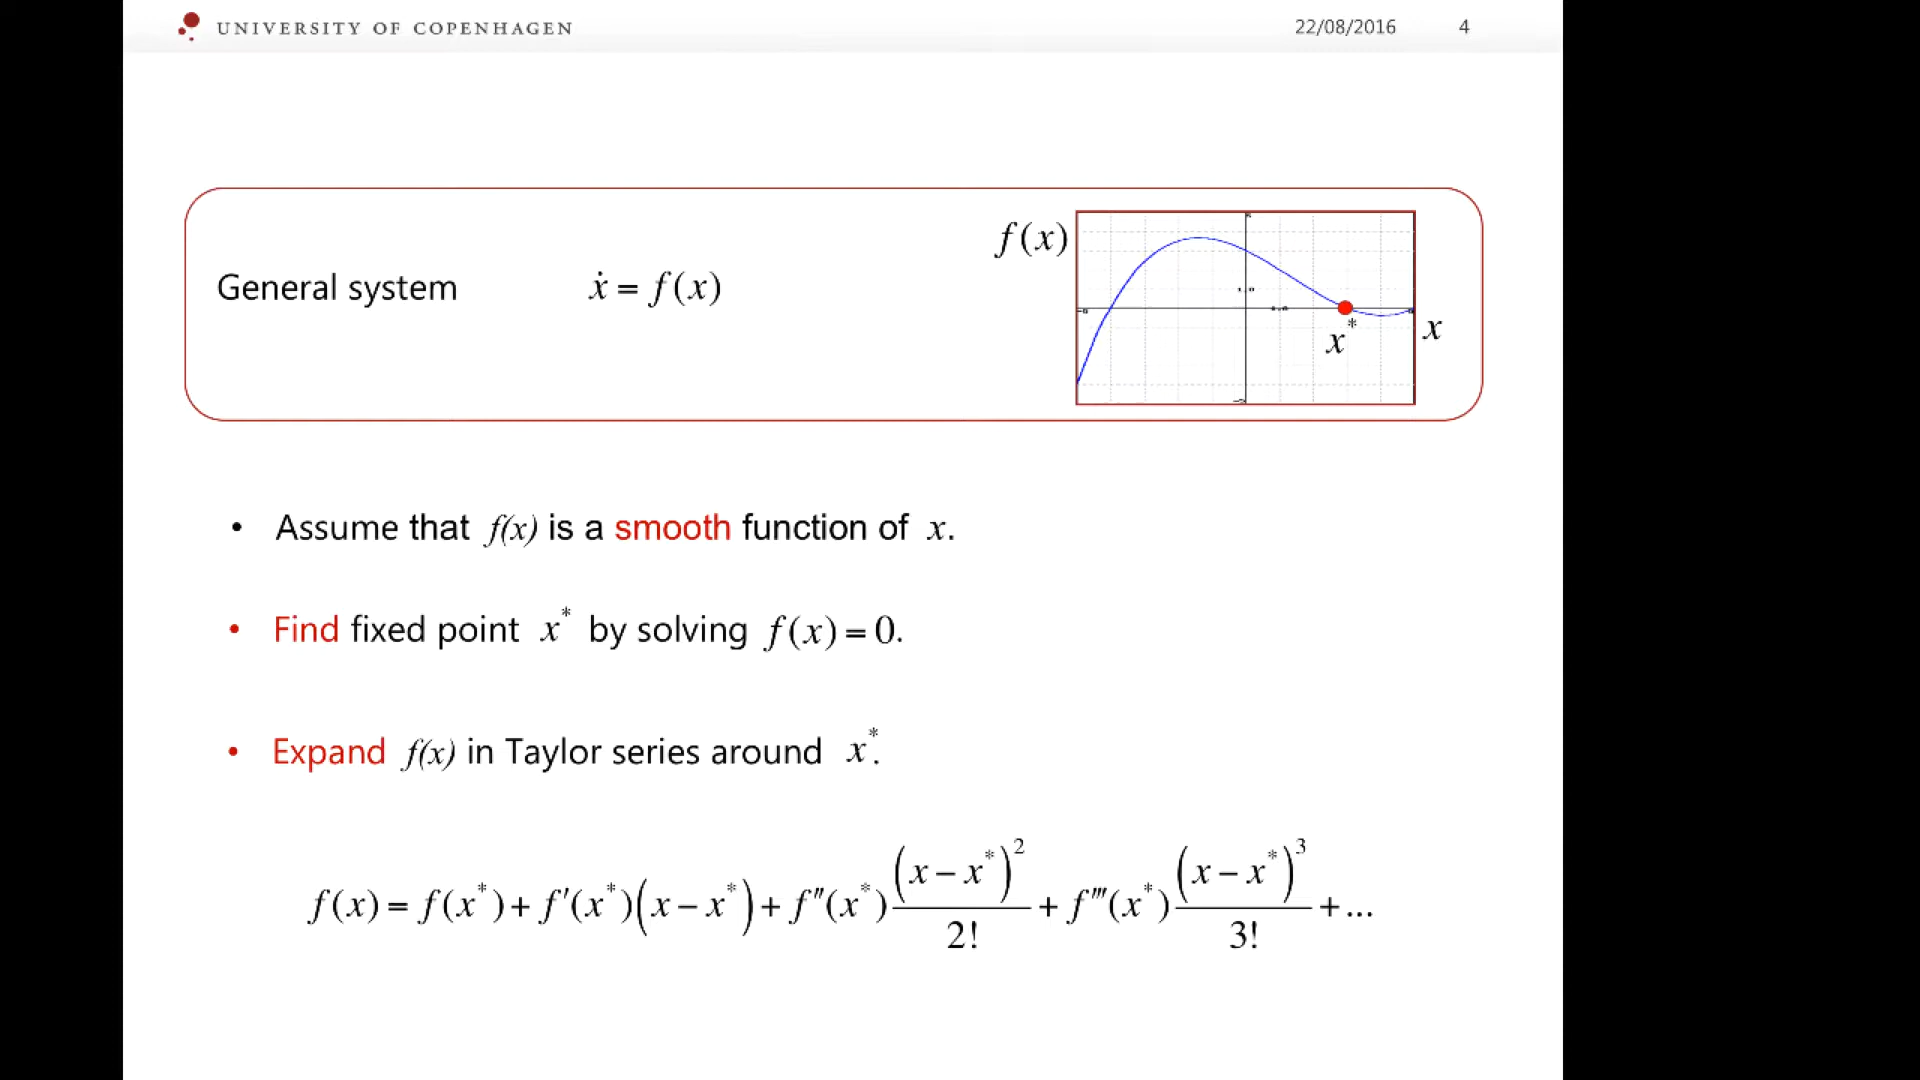 UNIVERSITY OF COPENHAGEN 22/08/2016 4
f(x)
General system ẋ = f(x)
x* x
• Assume that f(x) is a smooth function of x.
• Find fixed point x* by solving f(x) = 0.
• Expand f(x) in Taylor series around x*.
f(x) = f(x*) + f′(x*)(x − x*) + f″(x*) (x − x*)²/2! + f‴(x*) (x − x*)³/3! + ...